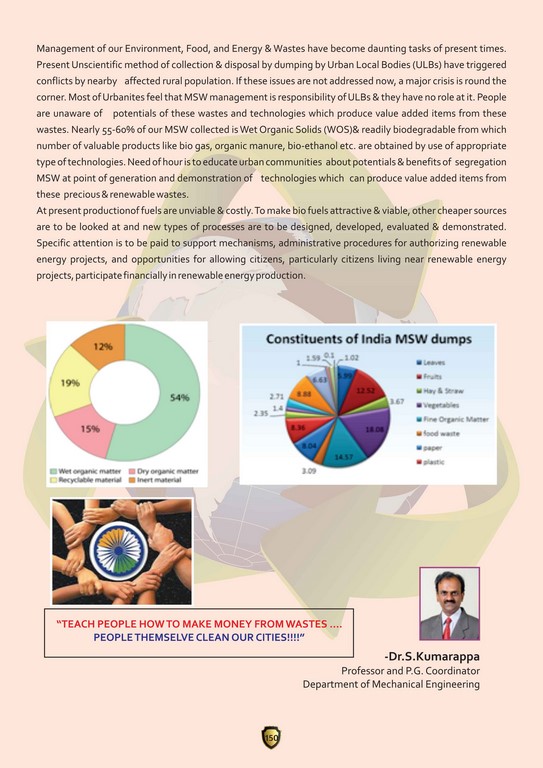 Management of our Environment, Food, and Energy & Wastes have become daunting tasks of present times.
Present Unscientific method of collection & disposal by dumping by Urban Local Bodies (ULBs) have triggered
conflicts by nearby affected rural population. If these issues are not addressed now, a major crisis is round the
corner. Most of Urbanites feel that MSW management is responsibility of ULBs & they have no role at it. People
are unaware of potentials of these wastes and technologies which produce value added items from these
wastes. Nearly 55-60% of our MSW collected is Wet Organic Solids (WOS)& readily biodegradable from which
number of valuable products like bio gas, organic manure, bio-ethanol etc. are obtained by use of appropriate
type of technologies. Need of hour is to educate urban communities about potentials & benefits of segregation
MSW at point of generation and demonstration of technologies which can produce value added items from
these precious & renewable wastes.
At present productionof fuels are unviable & costly. To make bio fuels attractive & viable, other cheaper sources
are to be looked at and new types of processes are to be designed, developed, evaluated & demonstrated.
Specific attention is to be paid to support mechanisms, administrative procedures for authorizing renewable
energy projects, and opportunities for allowing citizens, particularly citizens living near renewable energy
projects, participate financially in renewable energy production.
12%
19%
54%
15%
Wet organic matter
Dry organic matter
Recyclable material
Inert material
Constituents of India MSW dumps
1
1.59
0.1
1.02
6.63
5.99
12.52
3.67
18.08
14.57
3.09
8.04
8.36
2.35
1.4
2.71
8.88
Leaves
Fruits
Hay & Straw
Vegetables
Fine Organic Matter
food waste
paper
plastic
“TEACH PEOPLE HOW TO MAKE MONEY FROM WASTES ....
PEOPLE THEMSELVE CLEAN OUR CITIES!!!!”
-Dr.S.Kumarappa
Professor and P.G. Coordinator
Department of Mechanical Engineering
150